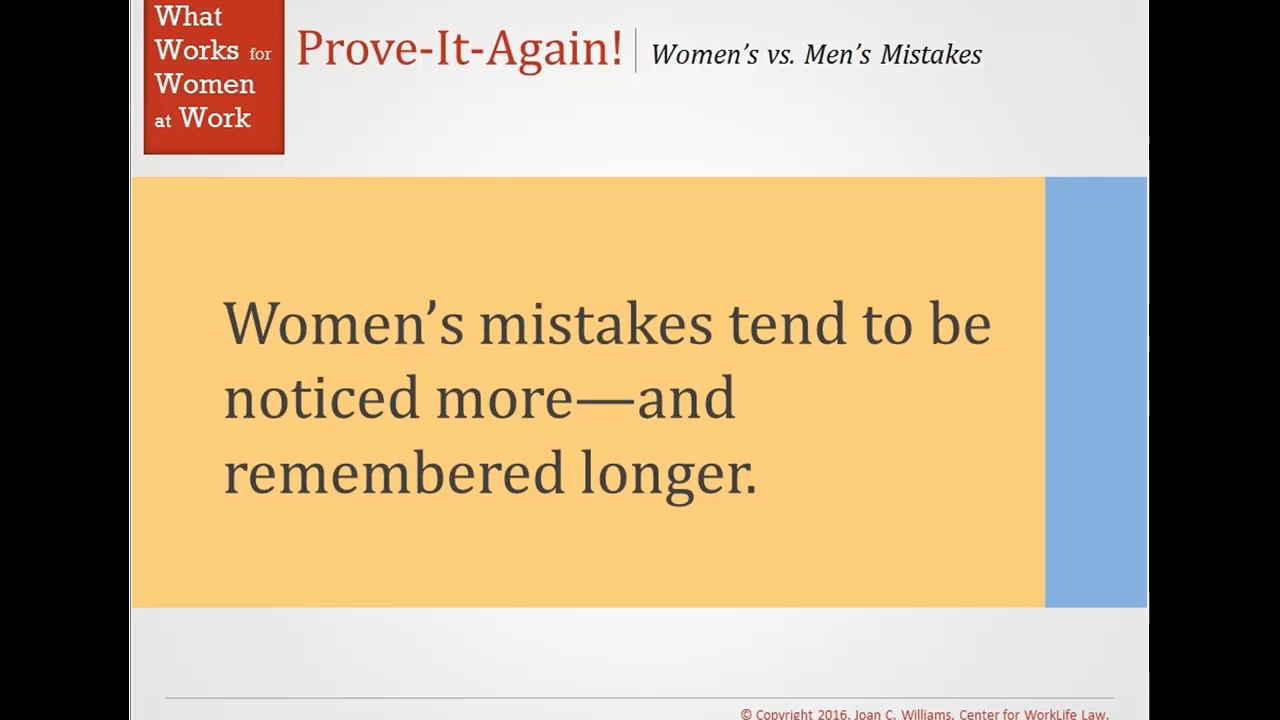 What
Works for
Women
at Work
Prove-It-Again!
Women's vs. Men's Mistakes
Women's mistakes tend to be
noticed more—and
remembered longer.
© Copyright 2016. Joan C. Williams. Center for WorkLife Law.